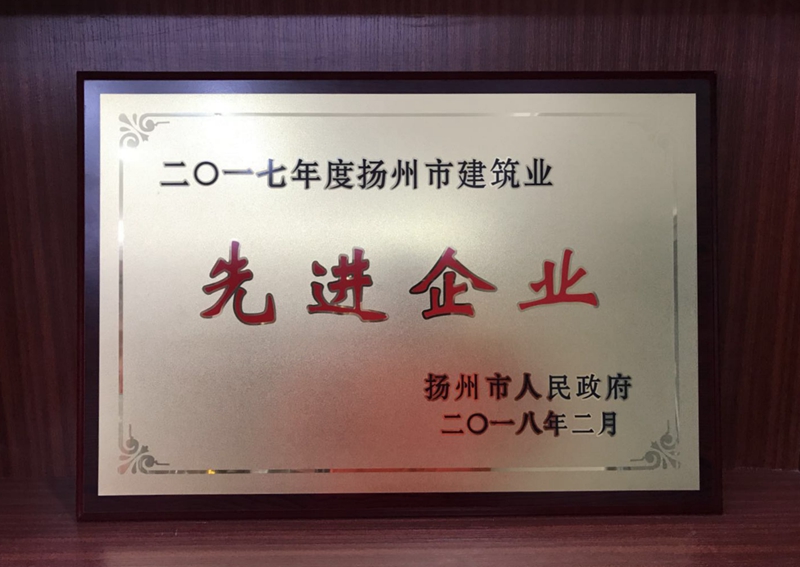 二〇一七年度扬州市建筑业
先进企业
扬州市人民政府
二〇一八年二月